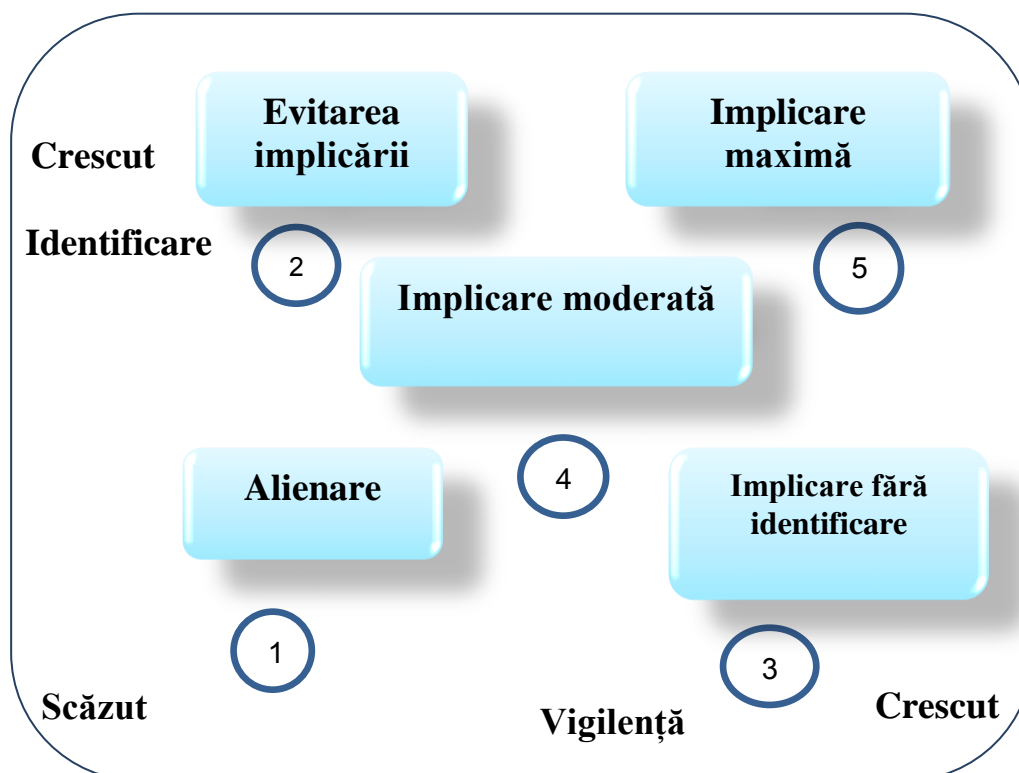 Evitarea
implicării
Implicare
maximă
Crescut
Identificare
2
5
Implicare moderată
Alienare
4
Implicare fără
identificare
1
3
Scăzut
Vigilență
Crescut